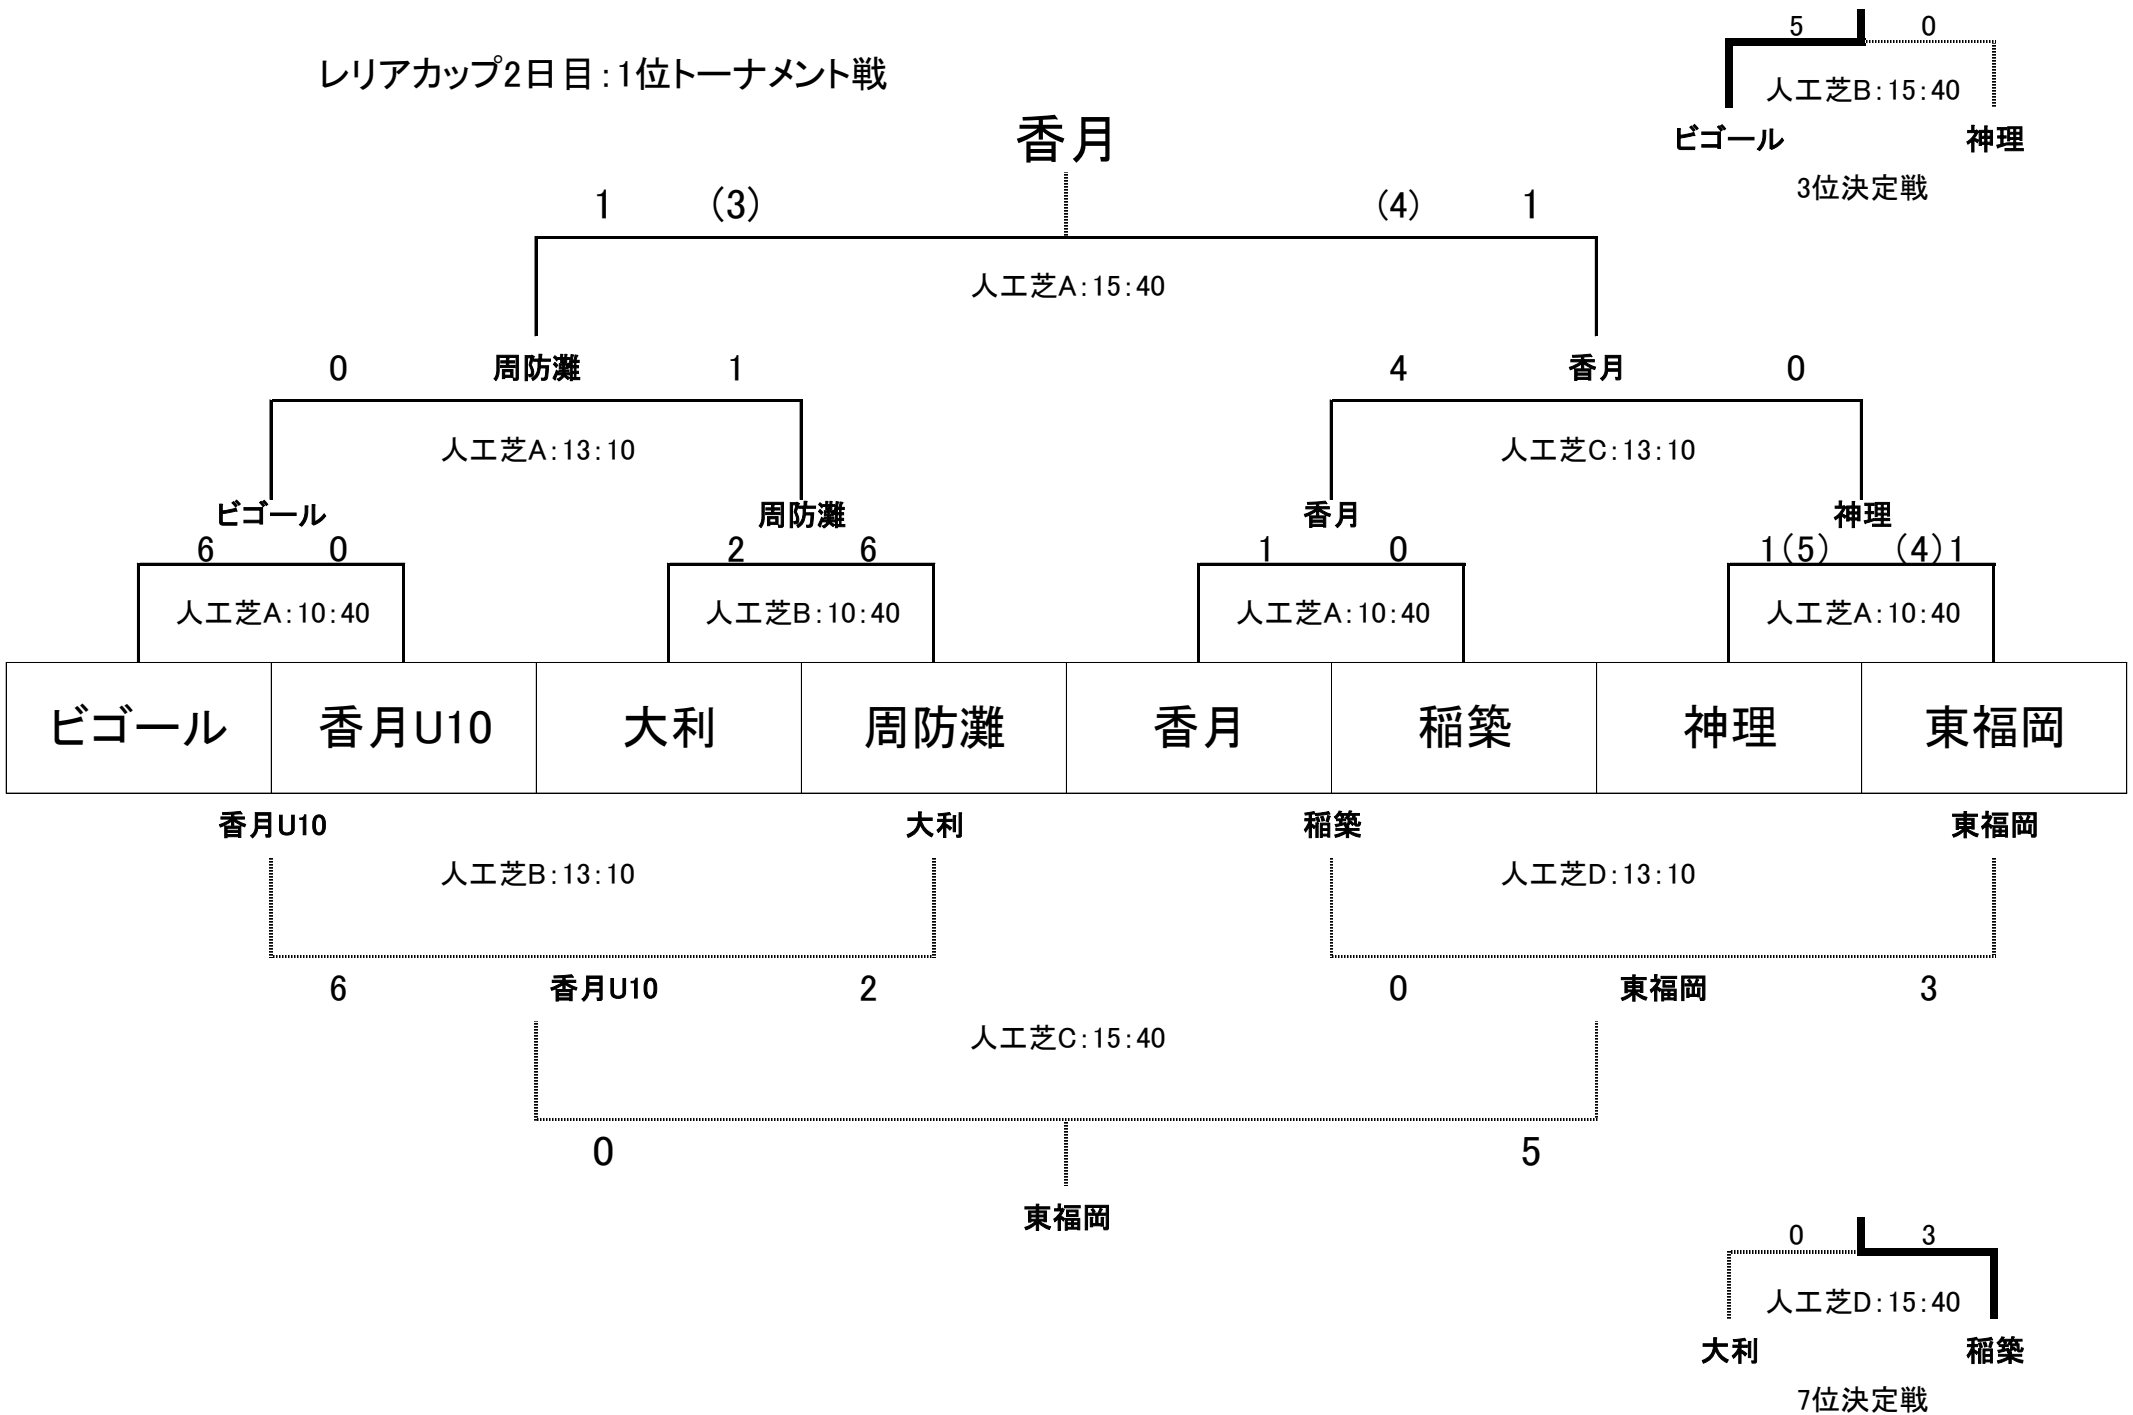 5 0
レリアカップ2日目：1位トーナメント戦
人工芝B：15：40
香月
ビゴール 神理
3位決定戦
1 (3) (4) 1
人工芝A：15：40
0 周防灘 1 4 香月 0
人工芝A：13：10 人工芝C：13：10
ビゴール 周防灘 香月 神理
6 0 2 6 1 0 1(5) (4)1
人工芝A：10：40 人工芝B：10：40 人工芝A：10：40 人工芝A：10：40
ビゴール 香月U10 大利 周防灘 香月 稲築 神理 東福岡
香月U10 大利 稲築 東福岡
人工芝B：13：10 人工芝D：13：10
6 香月U10 2 0 東福岡 3
人工芝C：15：40
0 5
東福岡
0 3
人工芝D：15：40
大利 稲築
7位決定戦